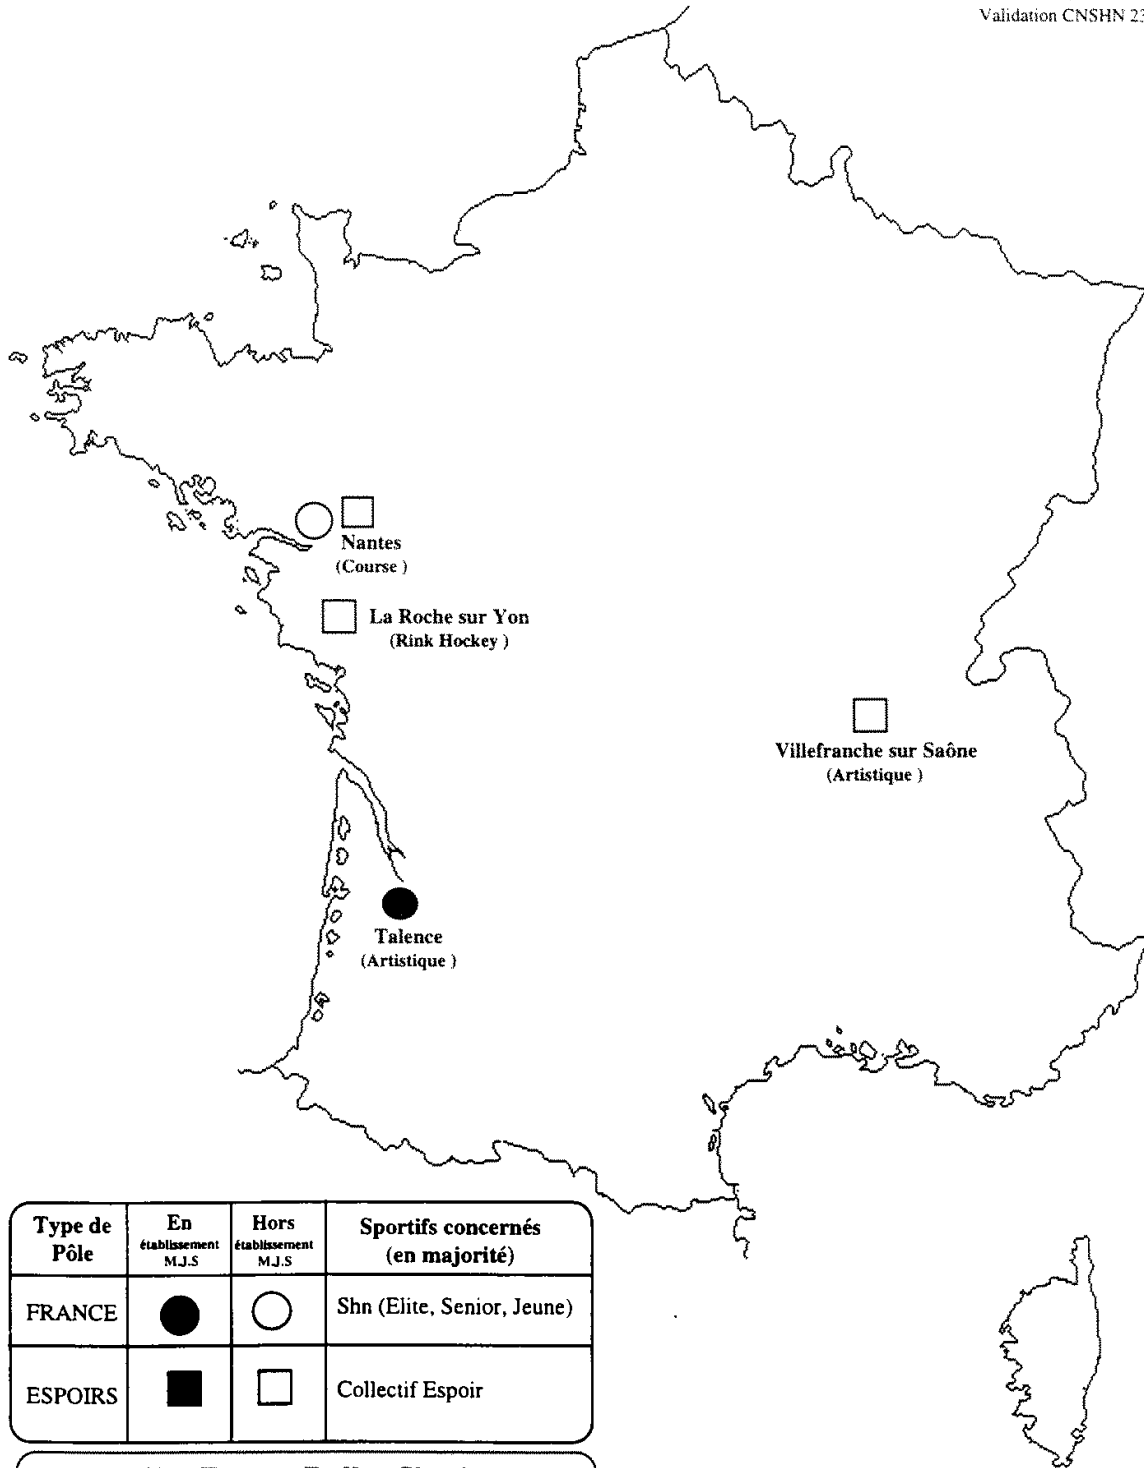 Validation CNSHN 23
Nantes
(Course )
La Roche sur Yon
(Rink Hockey )
Villefranche sur Saône
(Artistique )
Talence
(Artistique )
Type de Pôle
En établissement M.J.S
Hors établissement M.J.S
Sportifs concernés (en majorité)
FRANCE
Shn (Elite, Senior, Jeune)
ESPOIRS
Collectif Espoir